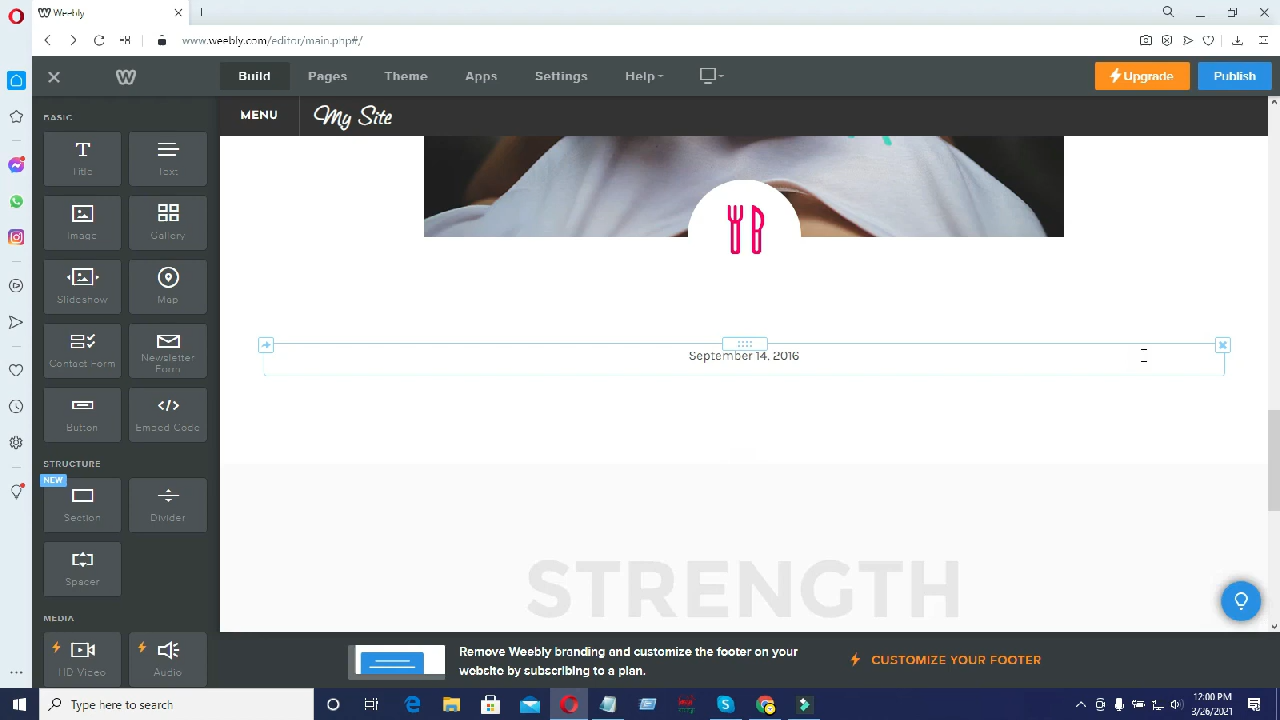 Weebly
www.weebly.com/editor/main.php#/
Build
Pages
Theme
Apps
Settings
Help
Upgrade
Publish
BASIC
Title
Text
Image
Gallery
Slideshow
Map
Contact Form
Newsletter
Form
Button
Embed Code
STRUCTURE
NEW
Section
Divider
Spacer
MEDIA
HD Video
Audio
MENU
My Site
September 14, 2016
STRENGTH
Remove Weebly branding and customize the footer on your
website by subscribing to a plan.
CUSTOMIZE YOUR FOOTER
Type here to search
12:00 PM
3/26/2021